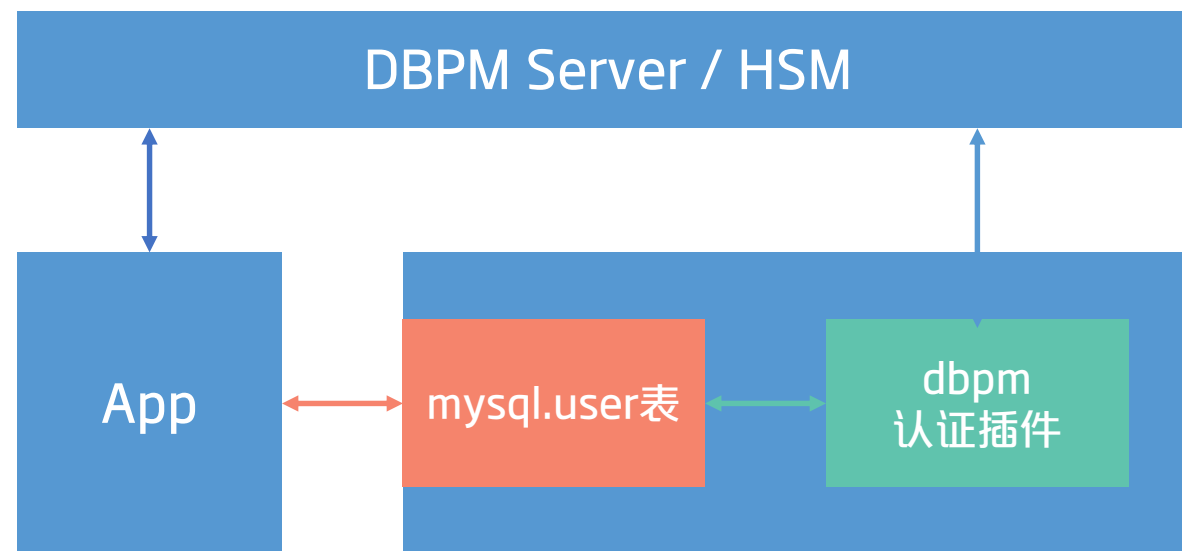 DBPM Server / HSM
App
mysql.user表
dbpm
认证插件